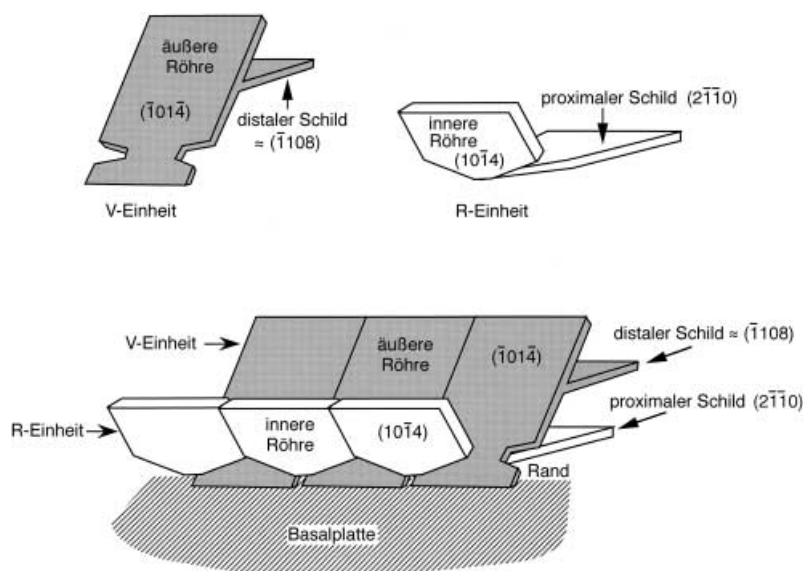 äußere
Röhre
(1̅011̅4̅)
distaler Schild
≈ (1̅108)
V-Einheit
proximaler Schild (21̅1̅0)
innere
Röhre
(101̅4)
R-Einheit
V-Einheit
äußere
Röhre
(1̅014̅)
distaler Schild ≈ (1̅108)
proximaler Schild (21̅1̅0)
R-Einheit
innere
Röhre
(101̅4)
Rand
Basalplatte